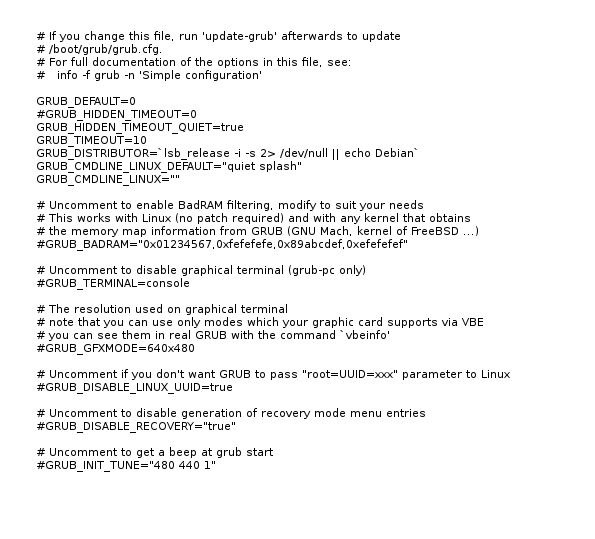 # If you change this file, run 'update-grub' afterwards to update
# /boot/grub/grub.cfg.
# For full documentation of the options in this file, see:
#   info -f grub -n 'Simple configuration'

GRUB_DEFAULT=0
#GRUB_HIDDEN_TIMEOUT=0
GRUB_HIDDEN_TIMEOUT_QUIET=true
GRUB_TIMEOUT=10
GRUB_DISTRIBUTOR=`lsb_release -i -s 2> /dev/null || echo Debian`
GRUB_CMDLINE_LINUX_DEFAULT="quiet splash"
GRUB_CMDLINE_LINUX=""

# Uncomment to enable BadRAM filtering, modify to suit your needs
# This works with Linux (no patch required) and with any kernel that obtains
# the memory map information from GRUB (GNU Mach, kernel of FreeBSD ...)
#GRUB_BADRAM="0x01234567,0xfefefefe,0x89abcdef,0xefefefef"

# Uncomment to disable graphical terminal (grub-pc only)
#GRUB_TERMINAL=console

# The resolution used on graphical terminal
# note that you can use only modes which your graphic card supports via VBE
# you can see them in real GRUB with the command `vbeinfo'
#GRUB_GFXMODE=640x480

# Uncomment if you don't want GRUB to pass "root=UUID=xxx" parameter to Linux
#GRUB_DISABLE_LINUX_UUID=true

# Uncomment to disable generation of recovery mode menu entries
#GRUB_DISABLE_RECOVERY="true"

# Uncomment to get a beep at grub start
#GRUB_INIT_TUNE="480 440 1"